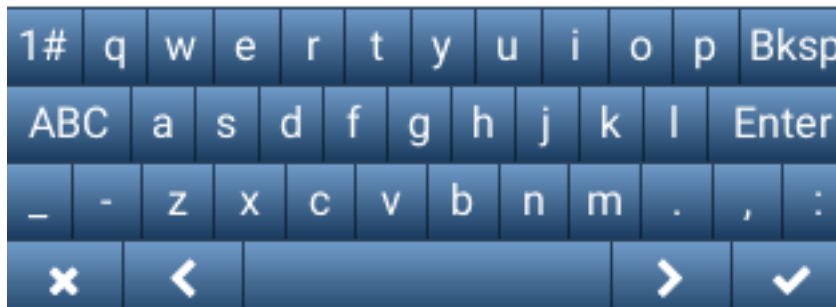 1# q w e r t y u i o p Bksp
ABC a s d f g h j k l Enter
_ - z x c v b n m . , :